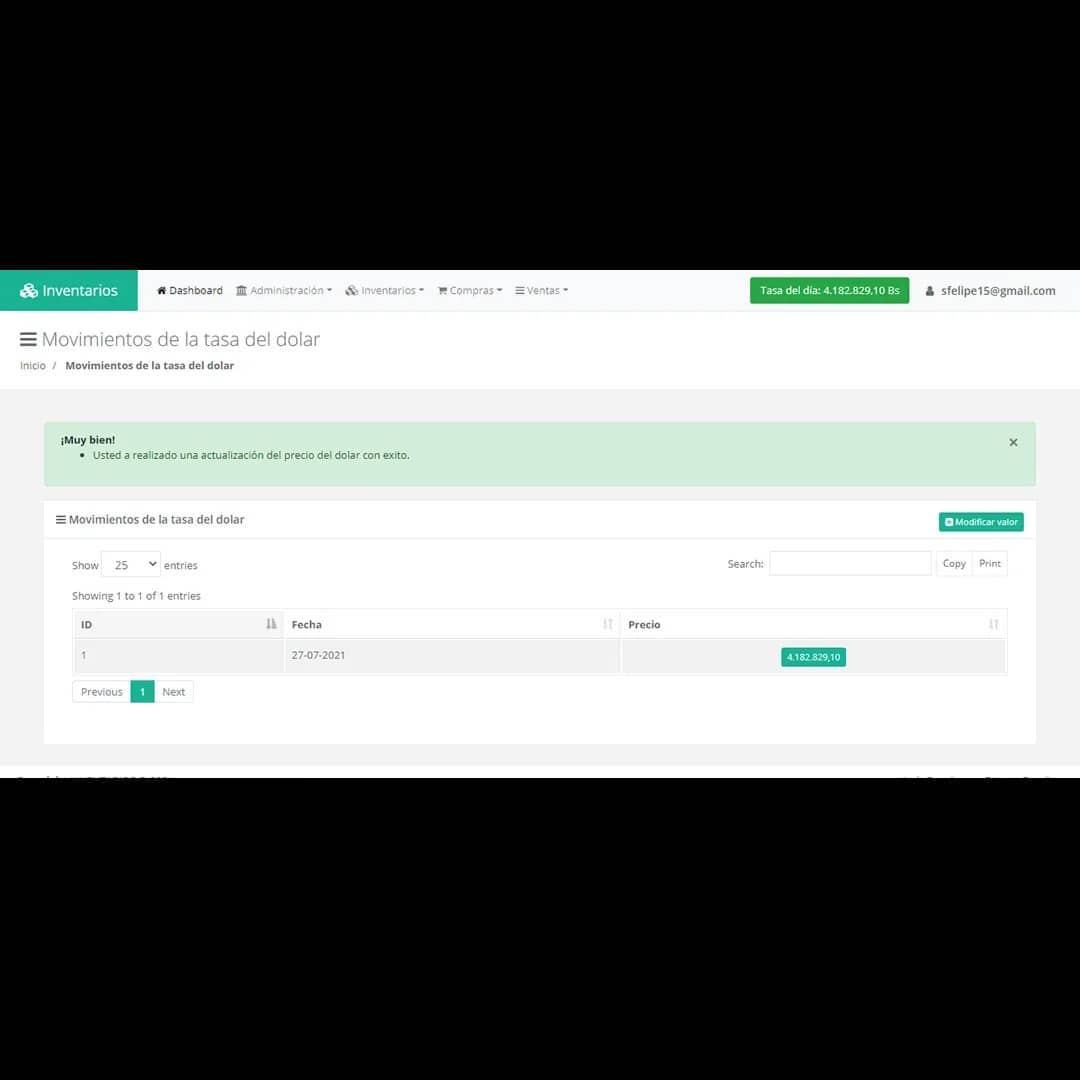 Inventarios
Dashboard Administración Inventarios Compras Ventas
Tasa del día: 4.182.829,10 Bs
sfelipe15@gmail.com
Movimientos de la tasa del dolar
Inicio / Movimientos de la tasa del dolar
¡Muy bien!
Usted a realizado una actualización del precio del dolar con exito.
×
Movimientos de la tasa del dolar
Modificar valor
Show 25 entries
Search:
Copy Print
Showing 1 to 1 of 1 entries
ID Fecha Precio
1 27-07-2021 4.182.829,10
Previous 1 Next